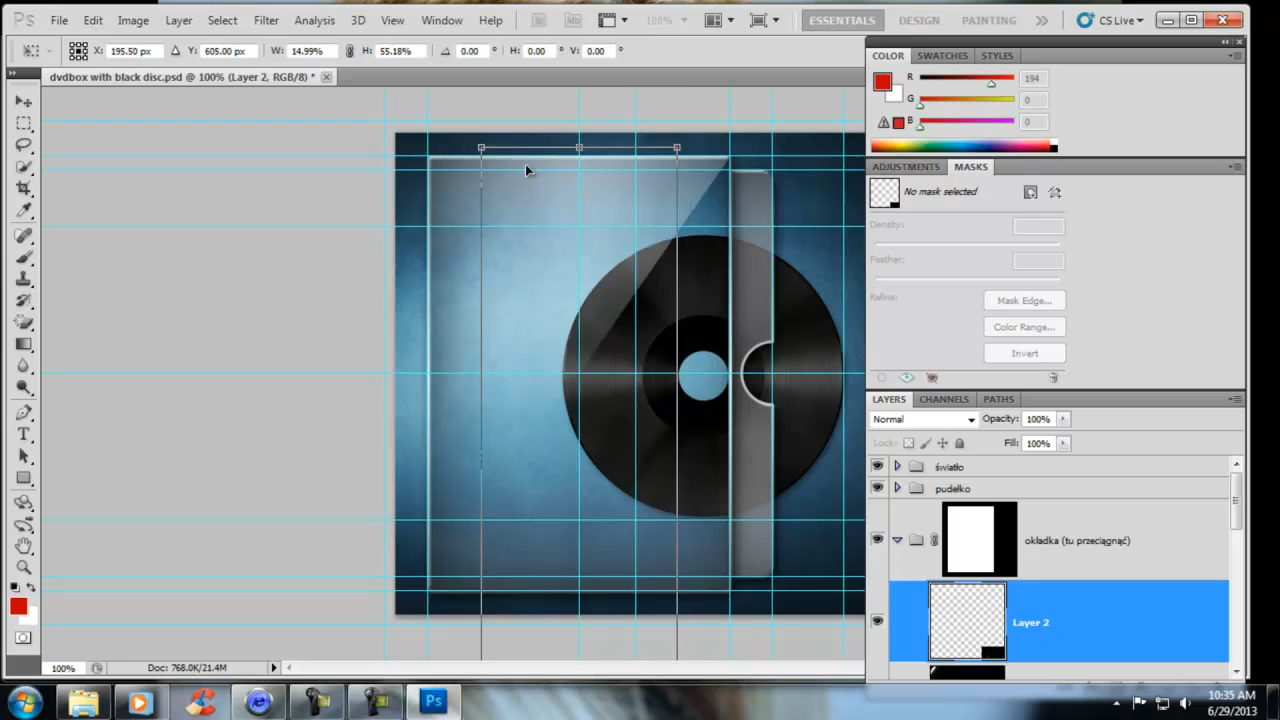 Ps File Edit Image Layer Select Filter Analysis 3D View Window Help Br Mb 100% ESSENTIALS DESIGN PAINTING CS Live
X: 195.50 px Y: 605.00 px W: 14.99% H: 55.18% 0.00 ° H: 0.00 ° V: 0.00 °
dvdbox with black disc.psd @ 100% (Layer 2, RGB/8) *
COLOR SWATCHES STYLES
R 194
G 0
B 0
ADJUSTMENTS MASKS
No mask selected
Density:
Feather:
Refine: Mask Edge...
Color Range...
Invert
LAYERS CHANNELS PATHS
Normal Opacity: 100%
Lock: Fill: 100%
światło
pudełko
okładka (tu przeciągnąć)
Layer 2
100% Doc: 768.0K/21.4M
Ps
10:35 AM
6/29/2013